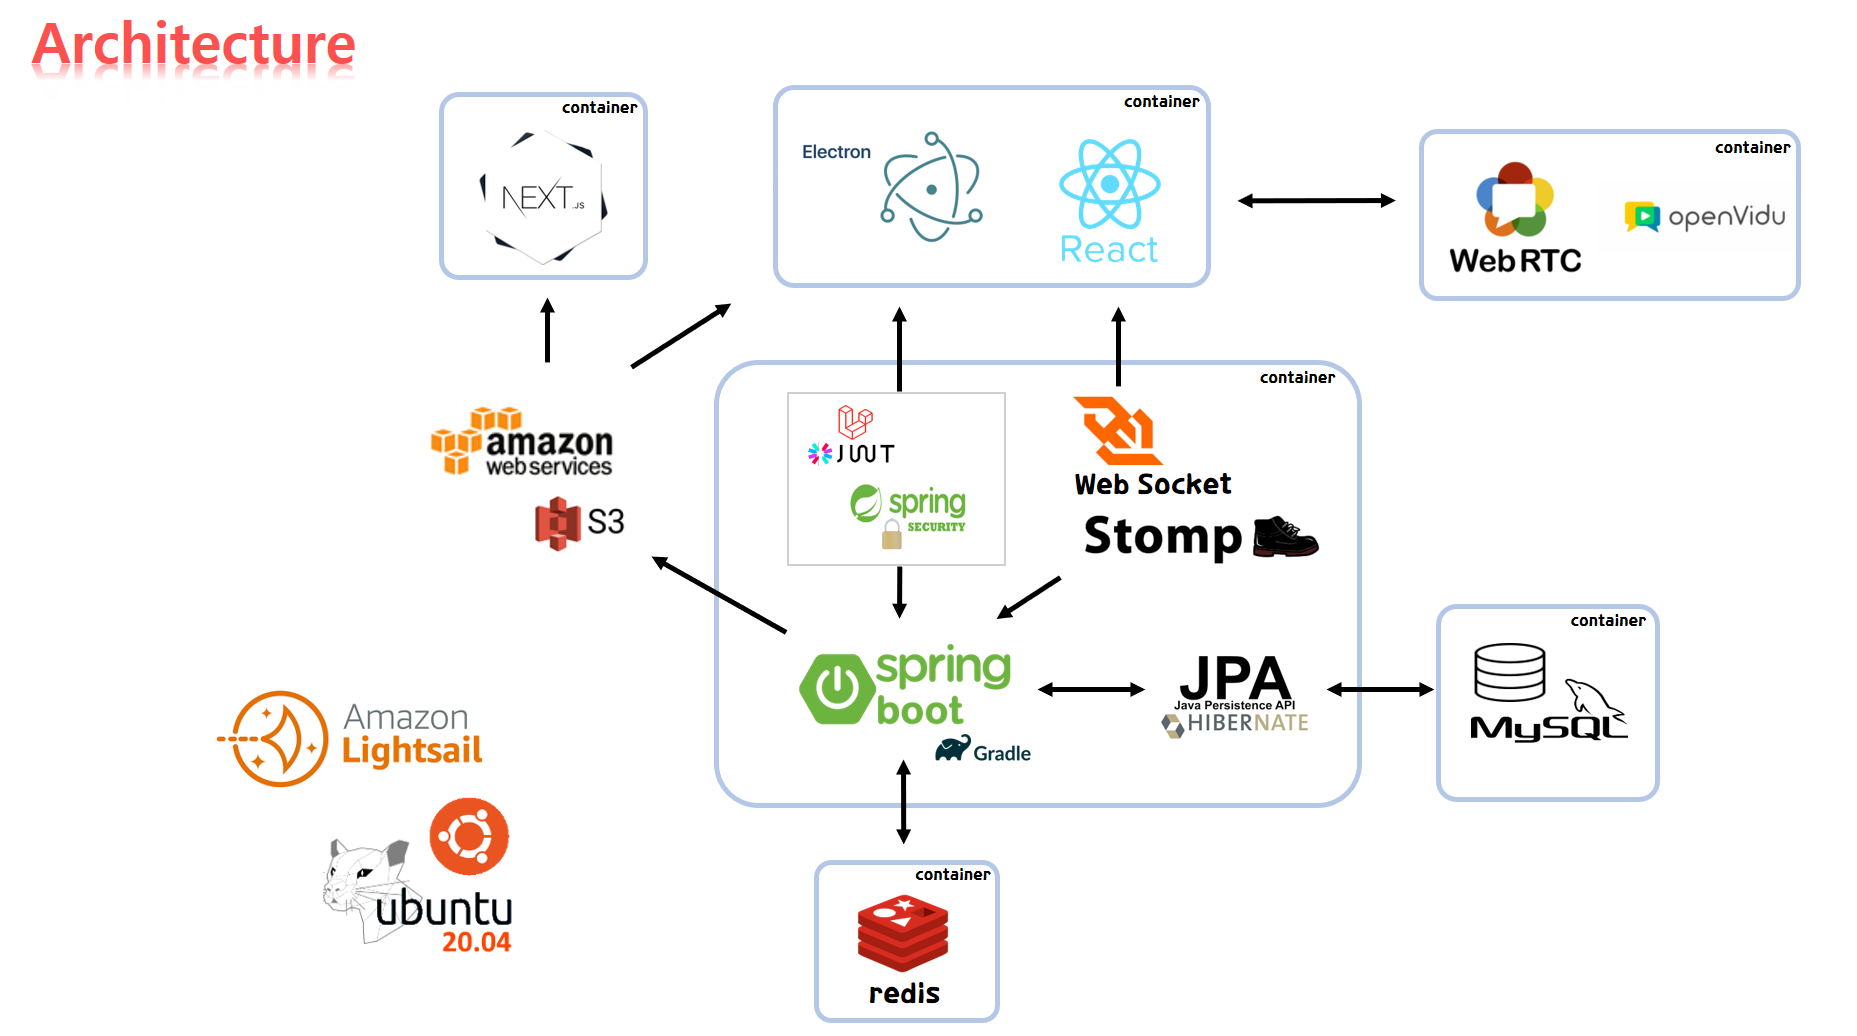 Architecture
container
NEXT.JS
container
Electron
React
container
WebRTC
openVidu
amazon
web services
S3
container
JWT
spring
SECURITY
Web Socket
Stomp
spring
boot
Gradle
JPA
Java Persistence API
HIBERNATE
container
MySQL
Amazon
Lightsail
ubuntu
20.04
container
redis